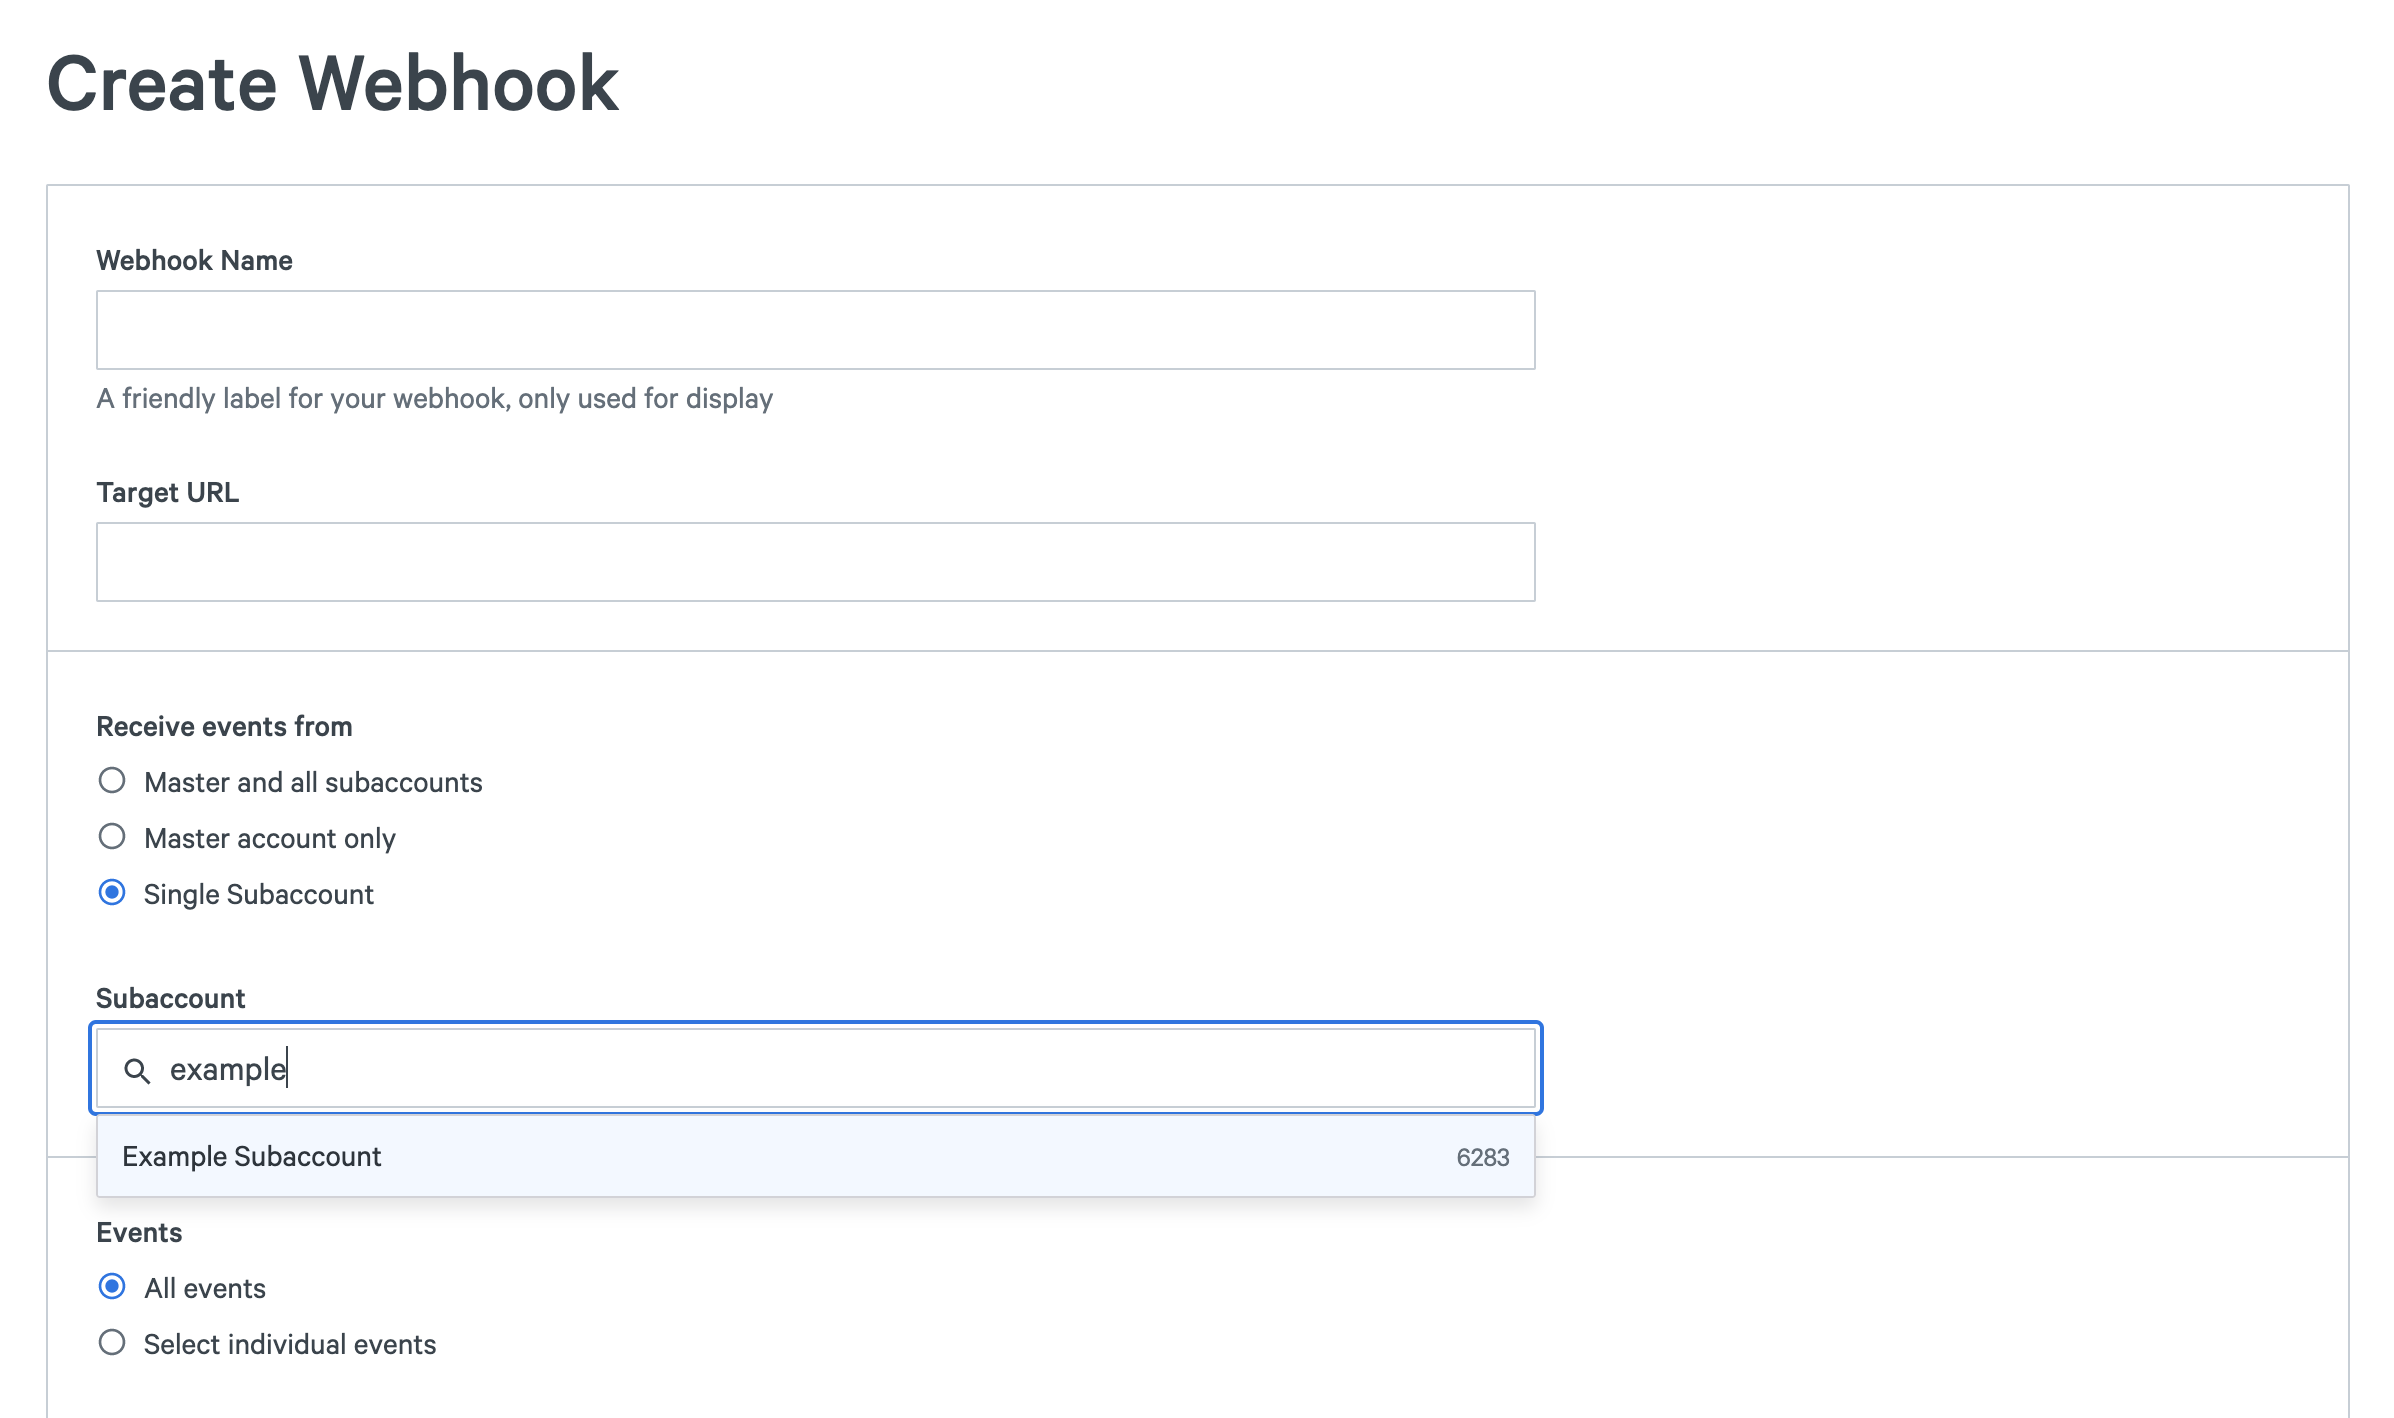 Create Webhook
Webhook Name
A friendly label for your webhook, only used for display
Target URL
Receive events from
Master and all subaccounts
Master account only
Single Subaccount
Subaccount
example
Example Subaccount 6283
Events
All events
Select individual events